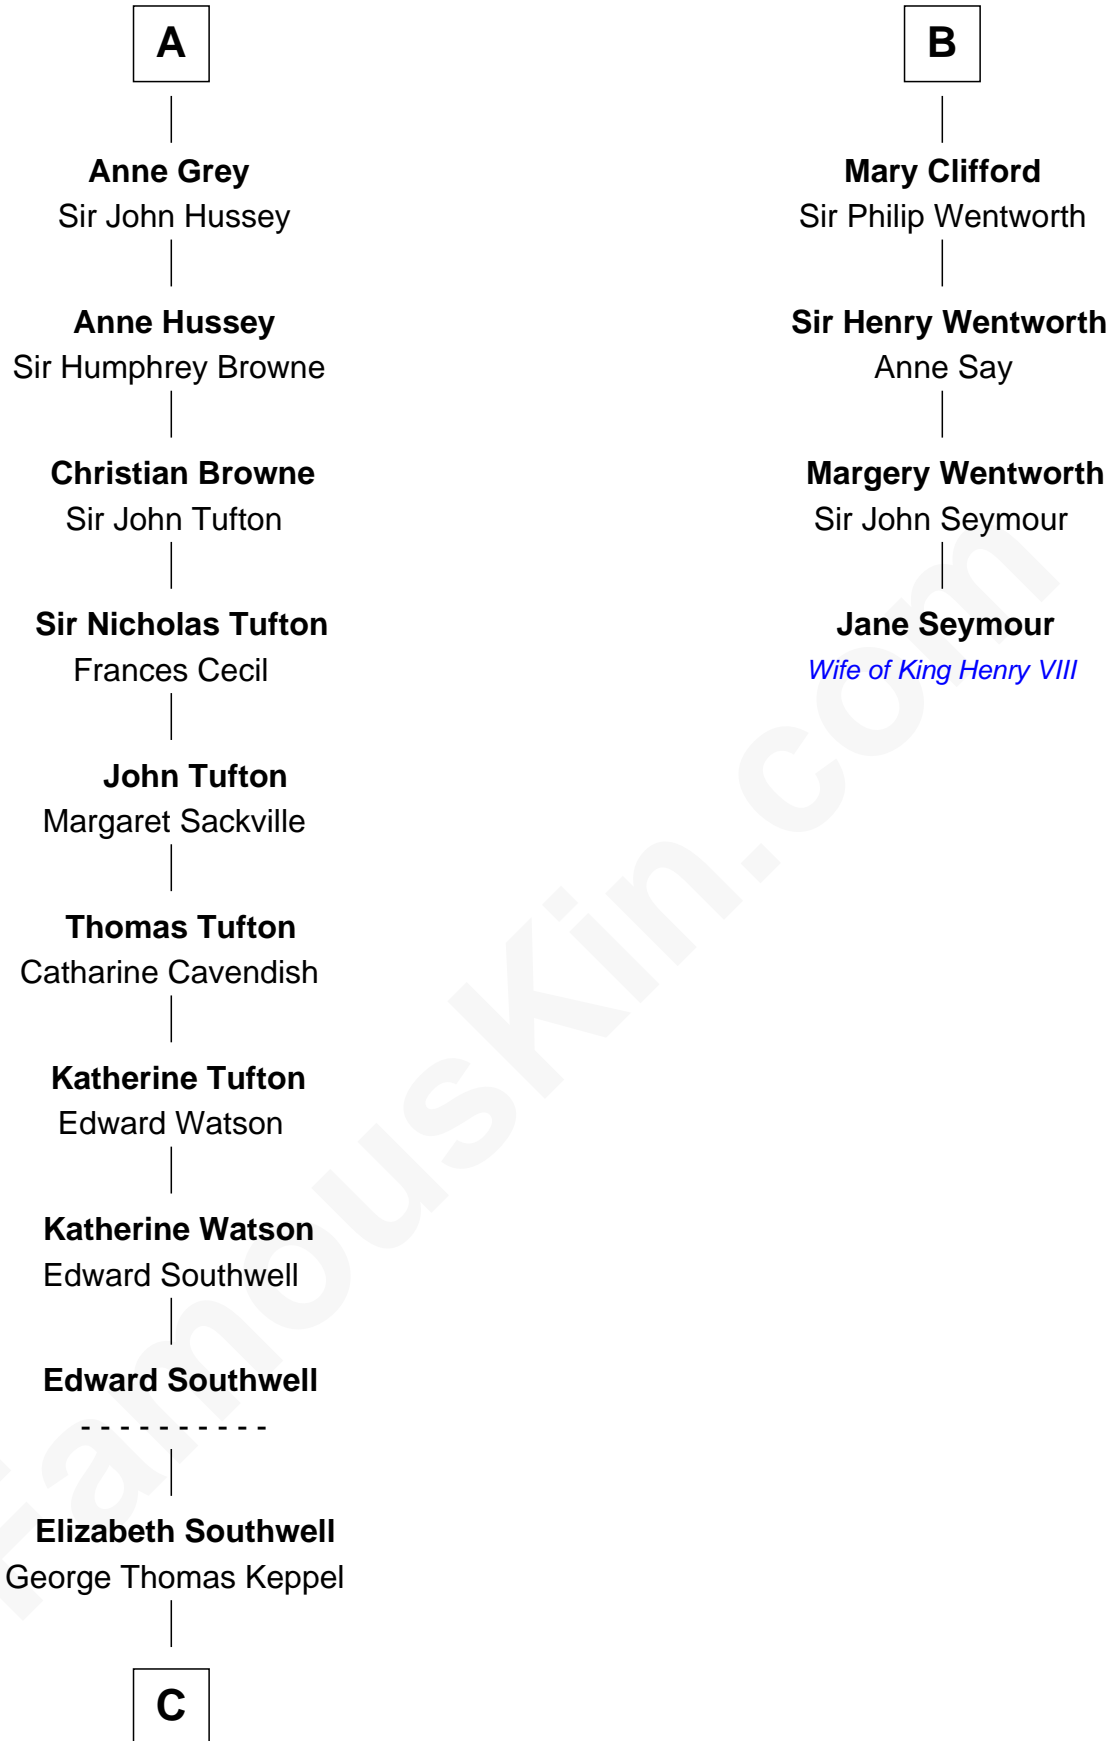 A
Anne Grey
Sir John Hussey
Anne Hussey
Sir Humphrey Browne
Christian Browne
Sir John Tufton
Sir Nicholas Tufton
Frances Cecil
John Tufton
Margaret Sackville
Thomas Tufton
Catharine Cavendish
Katherine Tufton
Edward Watson
Katherine Watson
Edward Southwell
Edward Southwell
- - - - - - - - - -
Elizabeth Southwell
George Thomas Keppel
C
B
Mary Clifford
Sir Philip Wentworth
Sir Henry Wentworth
Anne Say
Margery Wentworth
Sir John Seymour
Jane Seymour
Wife of King Henry VIII
FamousKin.com